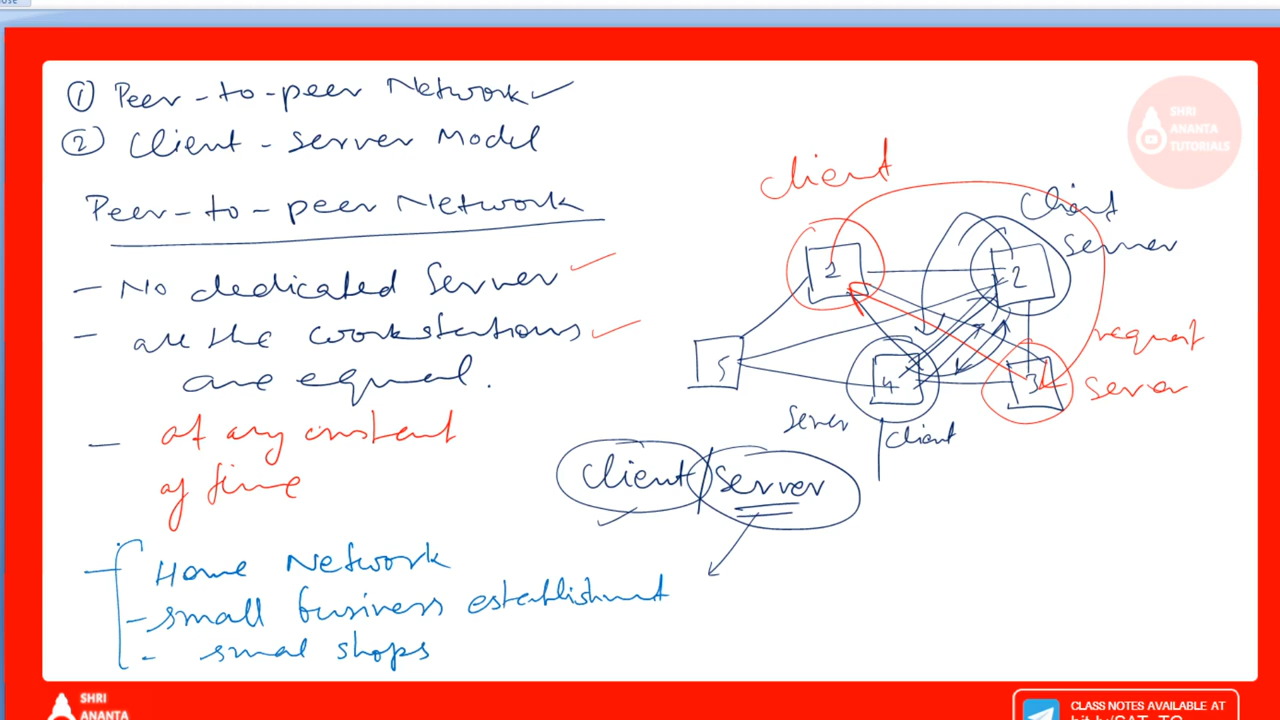 ① Peer-to-peer Network
② Client-server Model
Peer-to-peer Network
- No dedicated Server
- all the workstations
are equal.
- at any instant
of time
- Home Network
- small business establishment
- small shops
client
client
server
request
server
server
client
client/server
1
2
3
4
5
SHRI
ANANTA
TUTORIALS
SHRI
ANANTA
CLASS NOTES AVAILABLE AT